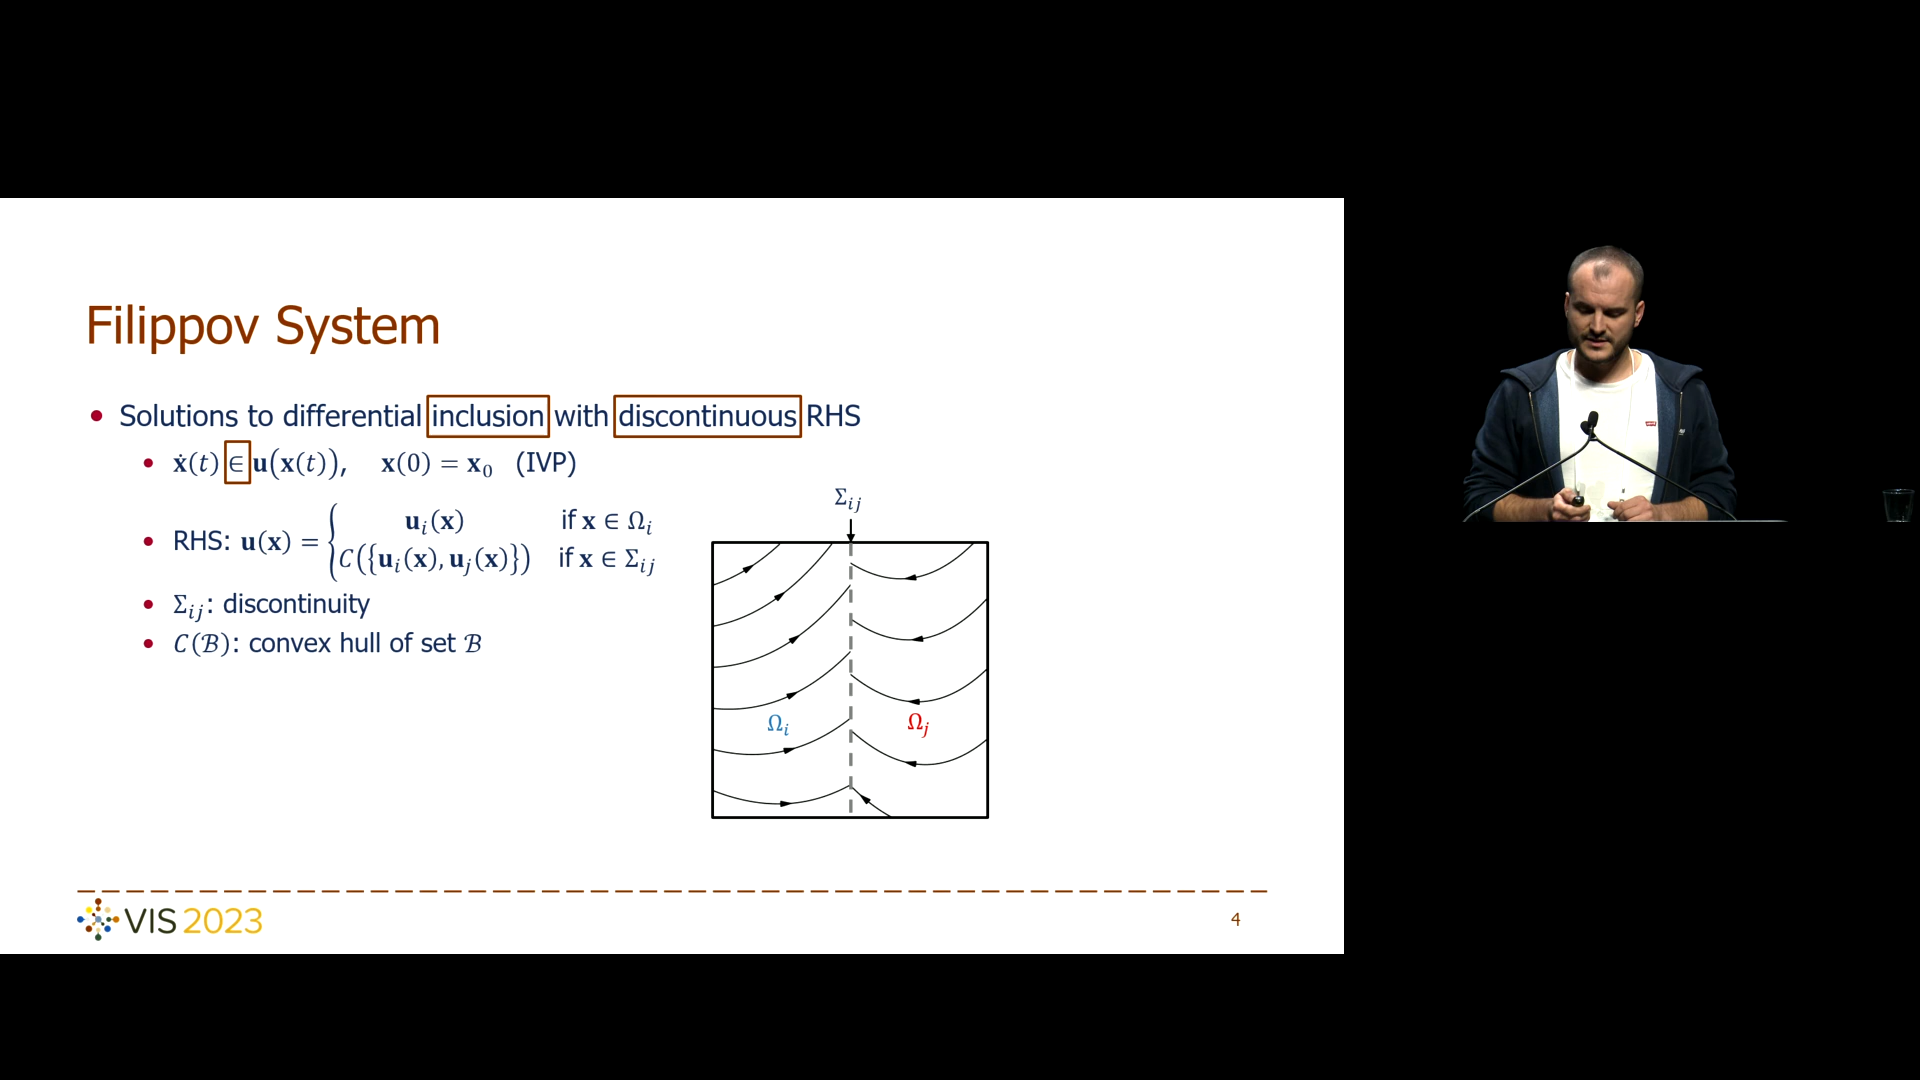 Filippov System
• Solutions to differential inclusion with discontinuous RHS
• ẋ(t) ∈ u(x(t)), x(0) = x₀ (IVP)
• RHS: u(x) = { uᵢ(x) if x ∈ Ωᵢ
C({uᵢ(x), uⱼ(x)}) if x ∈ Σᵢⱼ
• Σᵢⱼ: discontinuity
• C(ℬ): convex hull of set ℬ
Σᵢⱼ
Ωᵢ Ωⱼ
VIS 2023
4